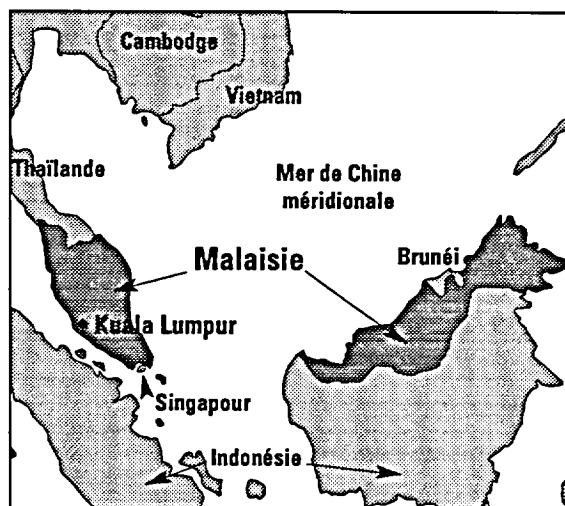 Cambodge
Vietnam
Thaïlande
Mer de Chine
méridionale
Malaisie
Brunéi
Kuala Lumpur
Singapour
Indonésie